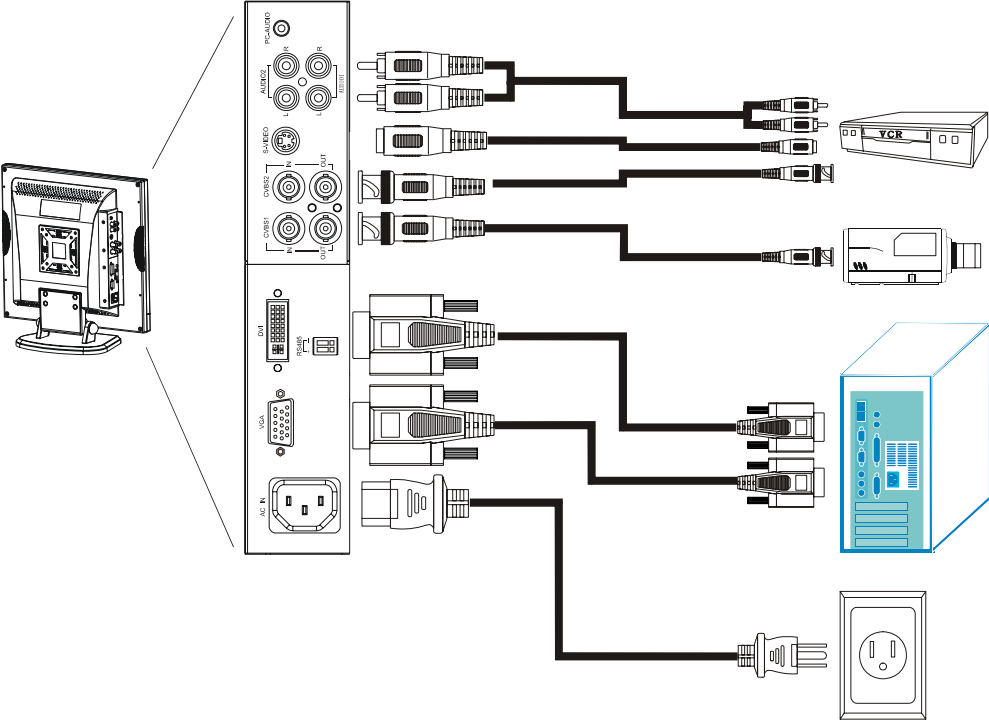 PC-AUDIO
R
R
AUDIO2
AUDIO1
L
L
S-VIDEO
IN
OUT
CVBS2
CVBS1
IN
OUT
DVI
RS485
VGA
AC IN
VCR